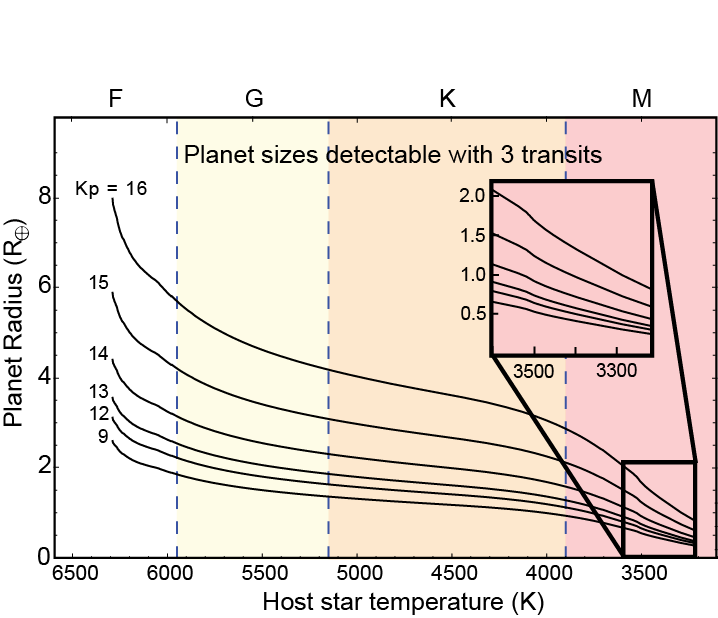 F G K M
Planet sizes detectable with 3 transits
Kp = 16
15
14
13
12
9
8
6
4
2
0
Planet Radius (R⊕)
2.0
1.5
1.0
0.5
3500 3300
6500 6000 5500 5000 4500 4000 3500
Host star temperature (K)